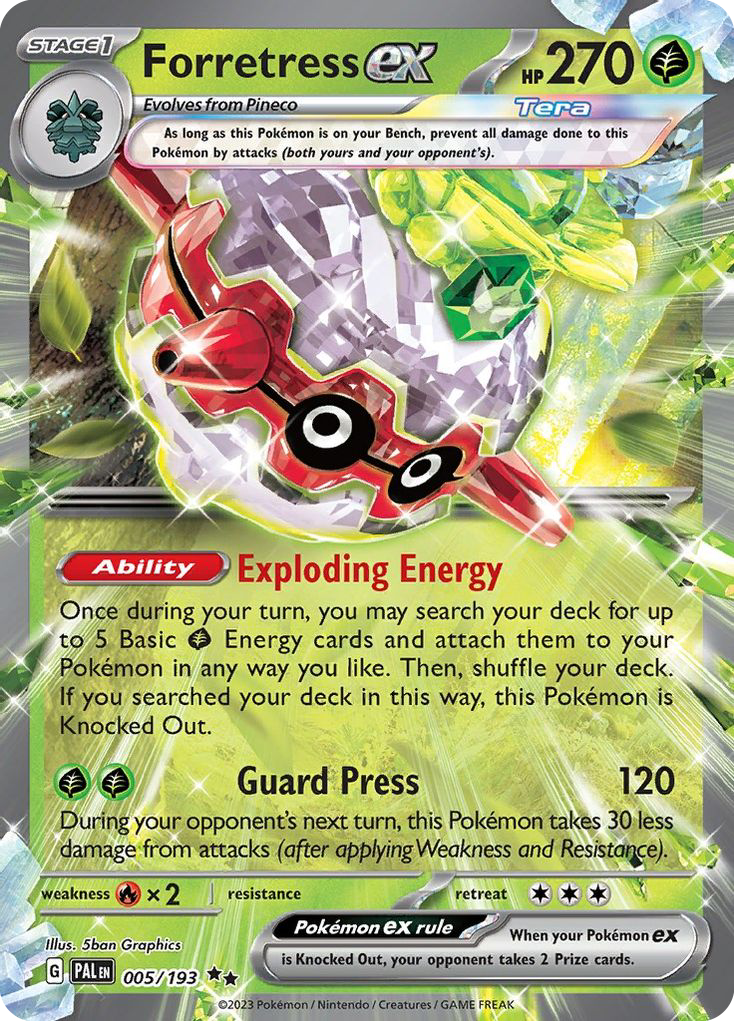 STAGE1
Forretress ex
HP 270
Evolves from Pineco
Tera
As long as this Pokémon is on your Bench, prevent all damage done to this
Pokémon by attacks (both yours and your opponent's).
Ability Exploding Energy
Once during your turn, you may search your deck for up
to 5 Basic Energy cards and attach them to your
Pokémon in any way you like. Then, shuffle your deck.
If you searched your deck in this way, this Pokémon is
Knocked Out.
Guard Press 120
During your opponent's next turn, this Pokémon takes 30 less
damage from attacks (after applying Weakness and Resistance).
weakness ×2 resistance retreat
Illus. 5ban Graphics
Pokémon ex rule
When your Pokémon ex
is Knocked Out, your opponent takes 2 Prize cards.
G PAL EN 005/193
©2023 Pokémon / Nintendo / Creatures / GAME FREAK